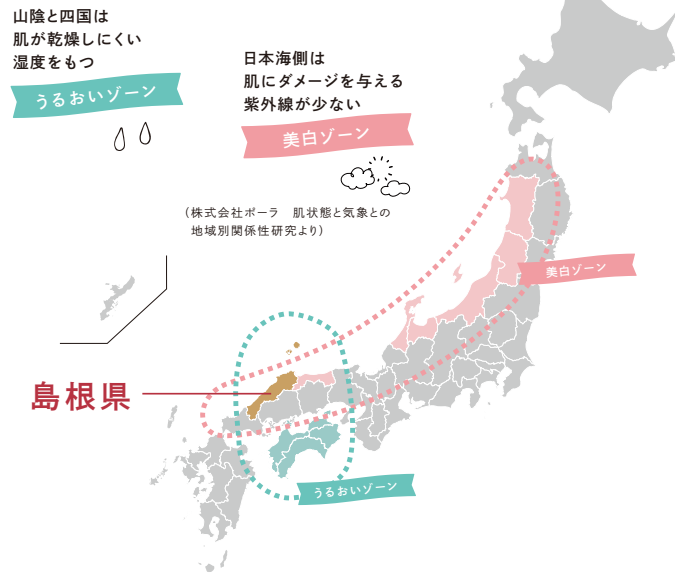 山陰と四国は
肌が乾燥しにくい
湿度をもつ
うるおいゾーン
日本海側は
肌にダメージを与える
紫外線が少ない
美白ゾーン
（株式会社ポーラ　肌状態と気象との
地域別関係性研究より）
美白ゾーン
島根県
うるおいゾーン